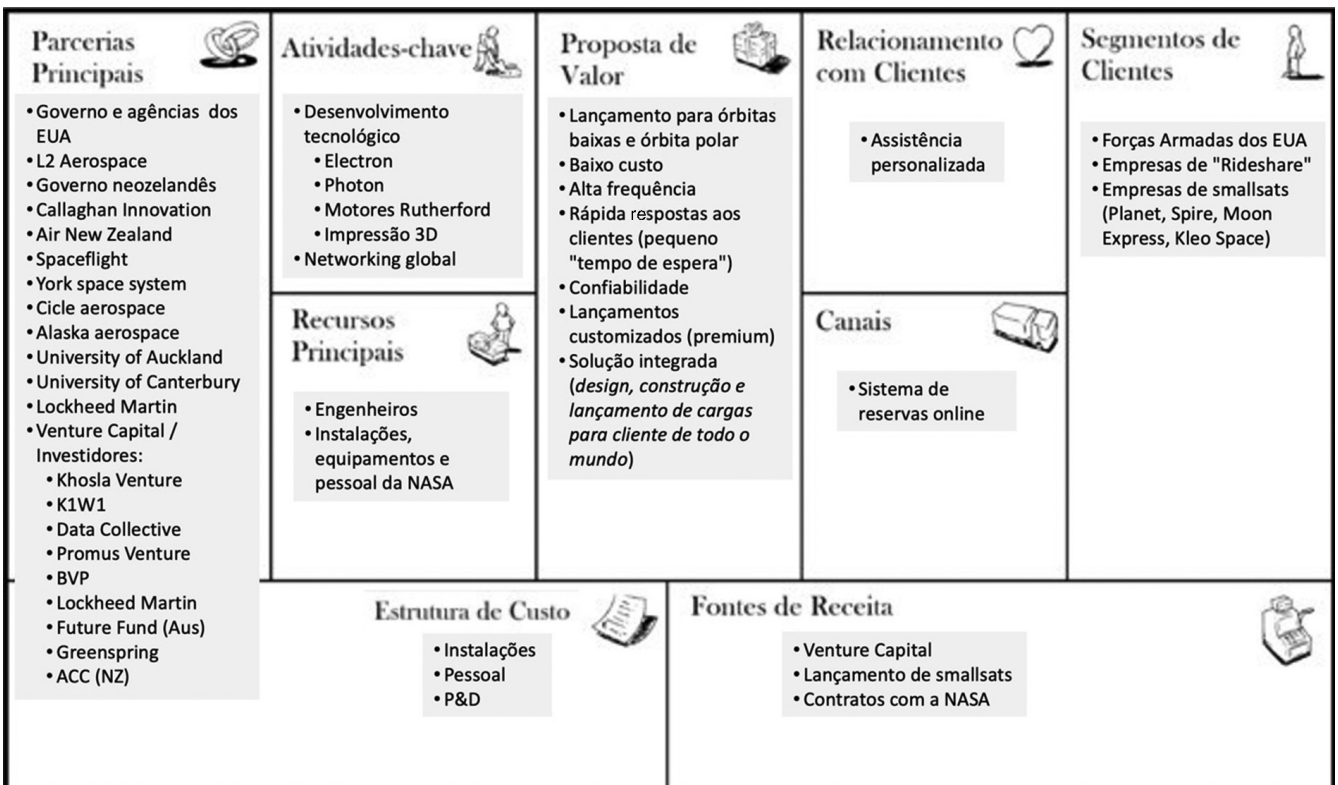 Parcerias
Principais
• Governo e agências dos
EUA
• L2 Aerospace
• Governo neozelandês
• Callaghan Innovation
• Air New Zealand
• Spaceflight
• York space system
• Cicle aerospace
• Alaska aerospace
• University of Auckland
• University of Canterbury
• Lockheed Martin
• Venture Capital /
Investidores:
• Khosla Venture
• K1W1
• Data Collective
• Promus Venture
• BVP
• Lockheed Martin
• Future Fund (Aus)
• Greenspring
• ACC (NZ)
Atividades-chave
• Desenvolvimento
tecnológico
• Electron
• Photon
• Motores Rutherford
• Impressão 3D
• Networking global
Recursos
Principais
• Engenheiros
• Instalações,
equipamentos e
pessoal da NASA
Proposta de
Valor
• Lançamento para órbitas
baixas e órbita polar
• Baixo custo
• Alta frequência
• Rápida respostas aos
clientes (pequeno
"tempo de espera")
• Confiabilidade
• Lançamentos
customizados (premium)
• Solução integrada
(design, construção e
lançamento de cargas
para cliente de todo o
mundo)
Relacionamento
com Clientes
• Assistência
personalizada
Canais
• Sistema de
reservas online
Segmentos de
Clientes
• Forças Armadas dos EUA
• Empresas de "Rideshare"
• Empresas de smallsats
(Planet, Spire, Moon
Express, Kleo Space)
Estrutura de Custo
• Instalações
• Pessoal
• P&D
Fontes de Receita
• Venture Capital
• Lançamento de smallsats
• Contratos com a NASA